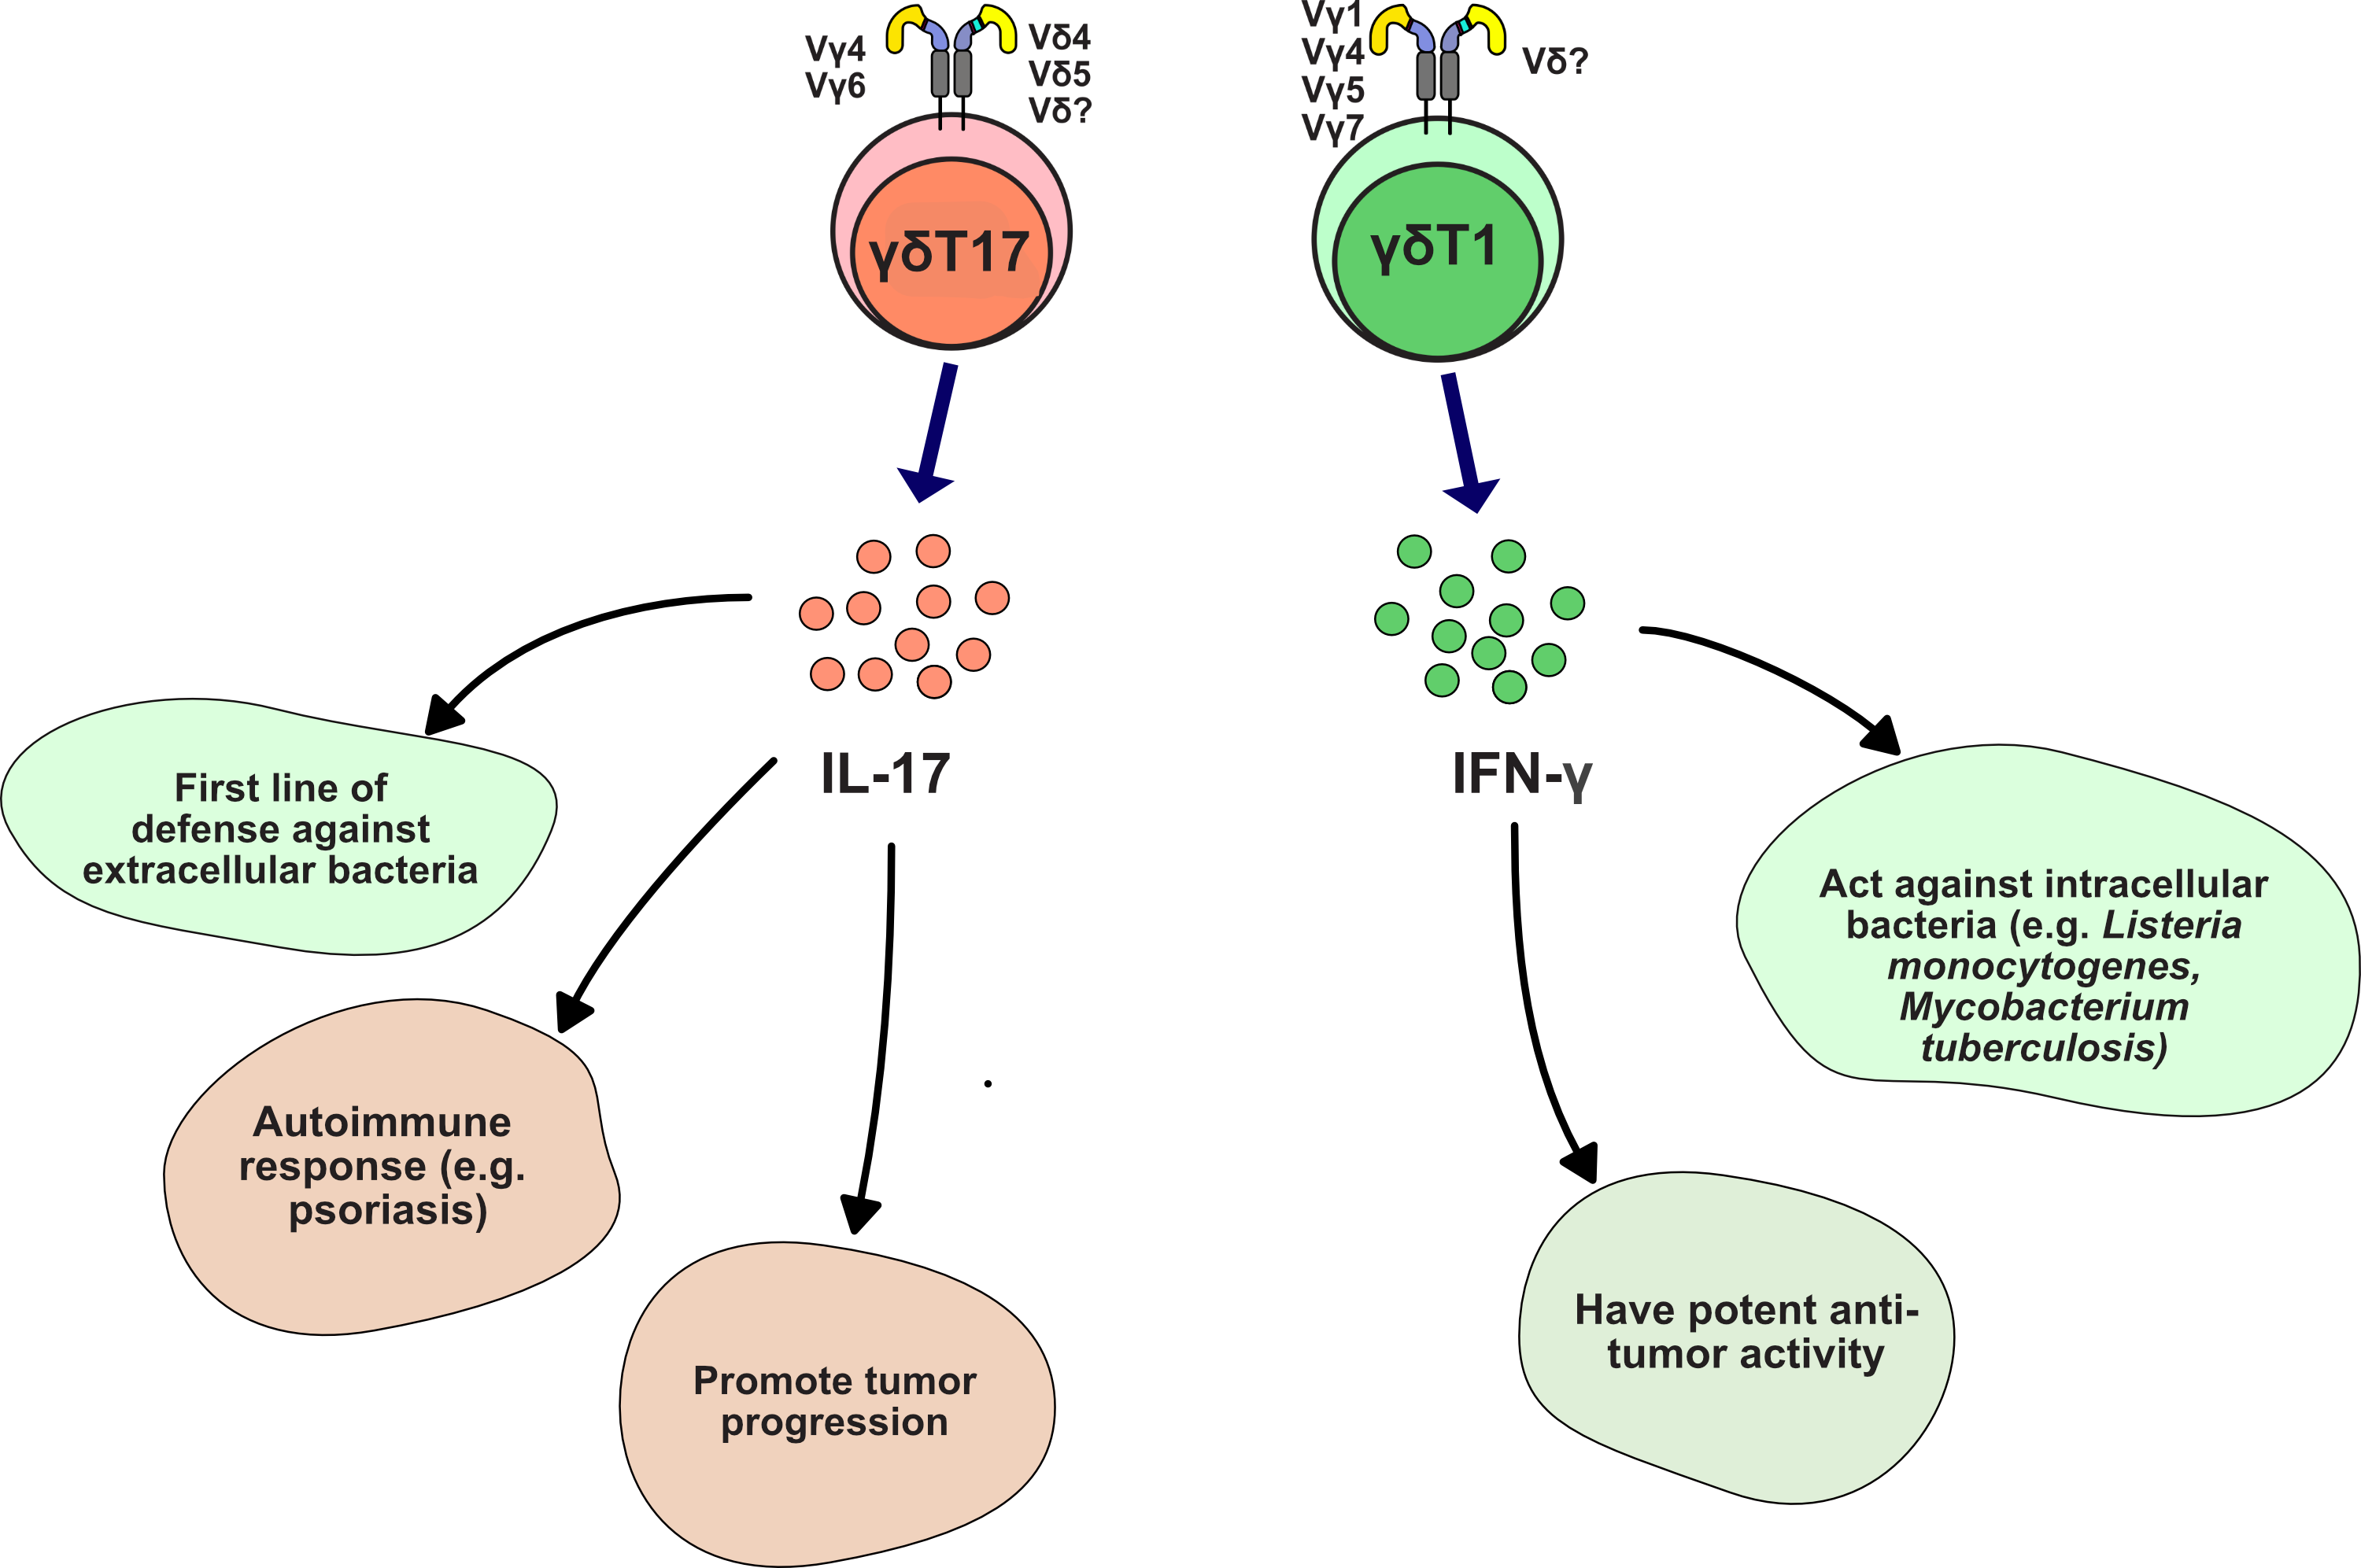 Vγ4
Vγ6
Vδ4
Vδ5
Vδ?
γδT17
Vγ1
Vγ4
Vγ5
Vγ7
Vδ?
γδT1
IL-17
IFN-γ
First line of
defense against
extracellular bacteria
Autoimmune
response (e.g.
psoriasis)
Promote tumor
progression
Act against intracellular
bacteria (e.g. Listeria
monocytogenes,
Mycobacterium
tuberculosis)
Have potent anti-
tumor activity